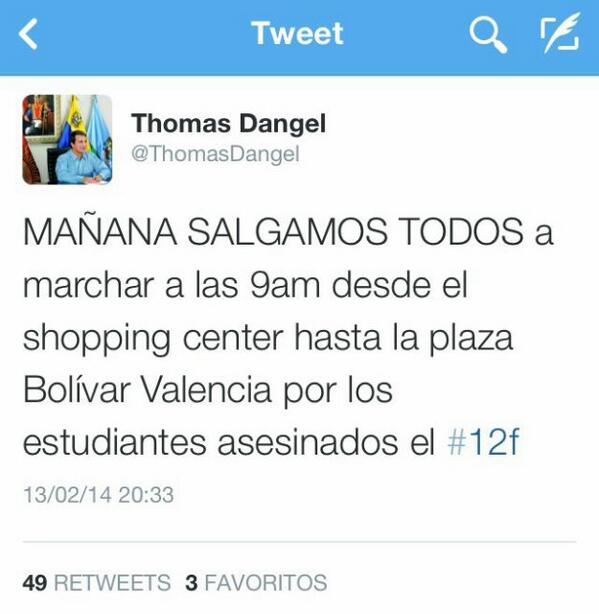 Tweet
Thomas Dangel
@ThomasDangel
MAÑANA SALGAMOS TODOS a
marchar a las 9am desde el
shopping center hasta la plaza
Bolívar Valencia por los
estudiantes asesinados el #12f
13/02/14 20:33
49 RETWEETS 3 FAVORITOS